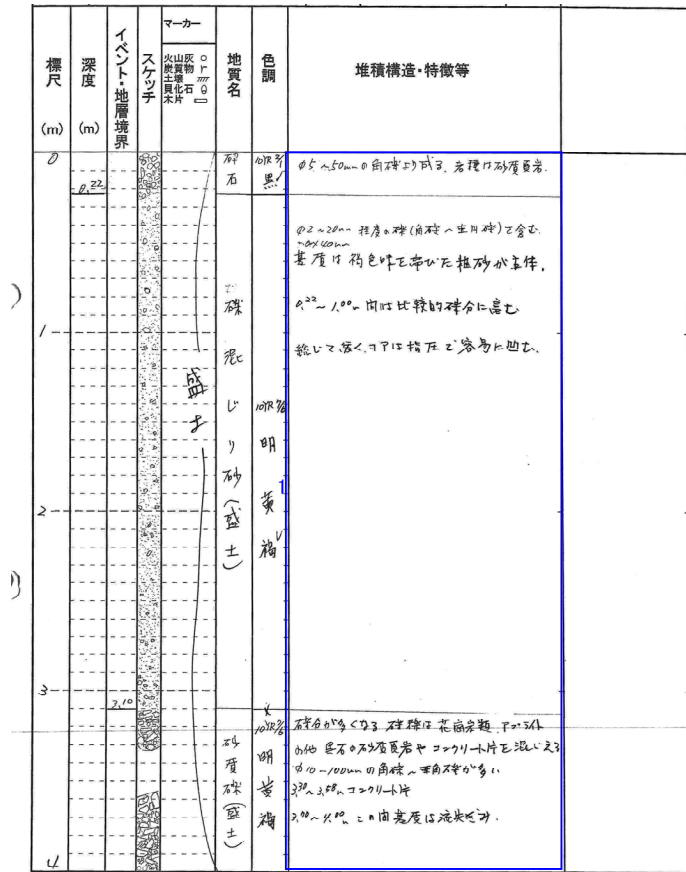 標尺
(m)
深度
(m)
イベント・地層境界
スケッチ
マーカー
火山灰
炭質物
土壌
貝化石
木片
地質名
色調
堆積構造・特徴等
0
0.22
砕石
10YR 2/1
黒
φ5~50mmの角礫より成る、岩種は砂質頁岩.
φ2~20mm 程度の礫(角礫~亜円礫)を含む.
基質は褐色味を帯びた粗砂が主体.
0.22~1.00m間は比較的礫分に富む
総じて緩く、コアは指圧で容易に凹む.
1
礫混じり砂(盛土)
盛土
10YR 7/6
明黄褐
1
2
3
3.10
砂質礫(盛土)
明黄褐
礫分が多くなる 礫種は花崗岩類、アプライト
の他 砕石の砂質頁岩やコンクリート片を混じえる
φ10~100mmの角礫~亜角礫が多い
3.30~3.58m コンクリート片
この間基質は流失ぎみ.
4